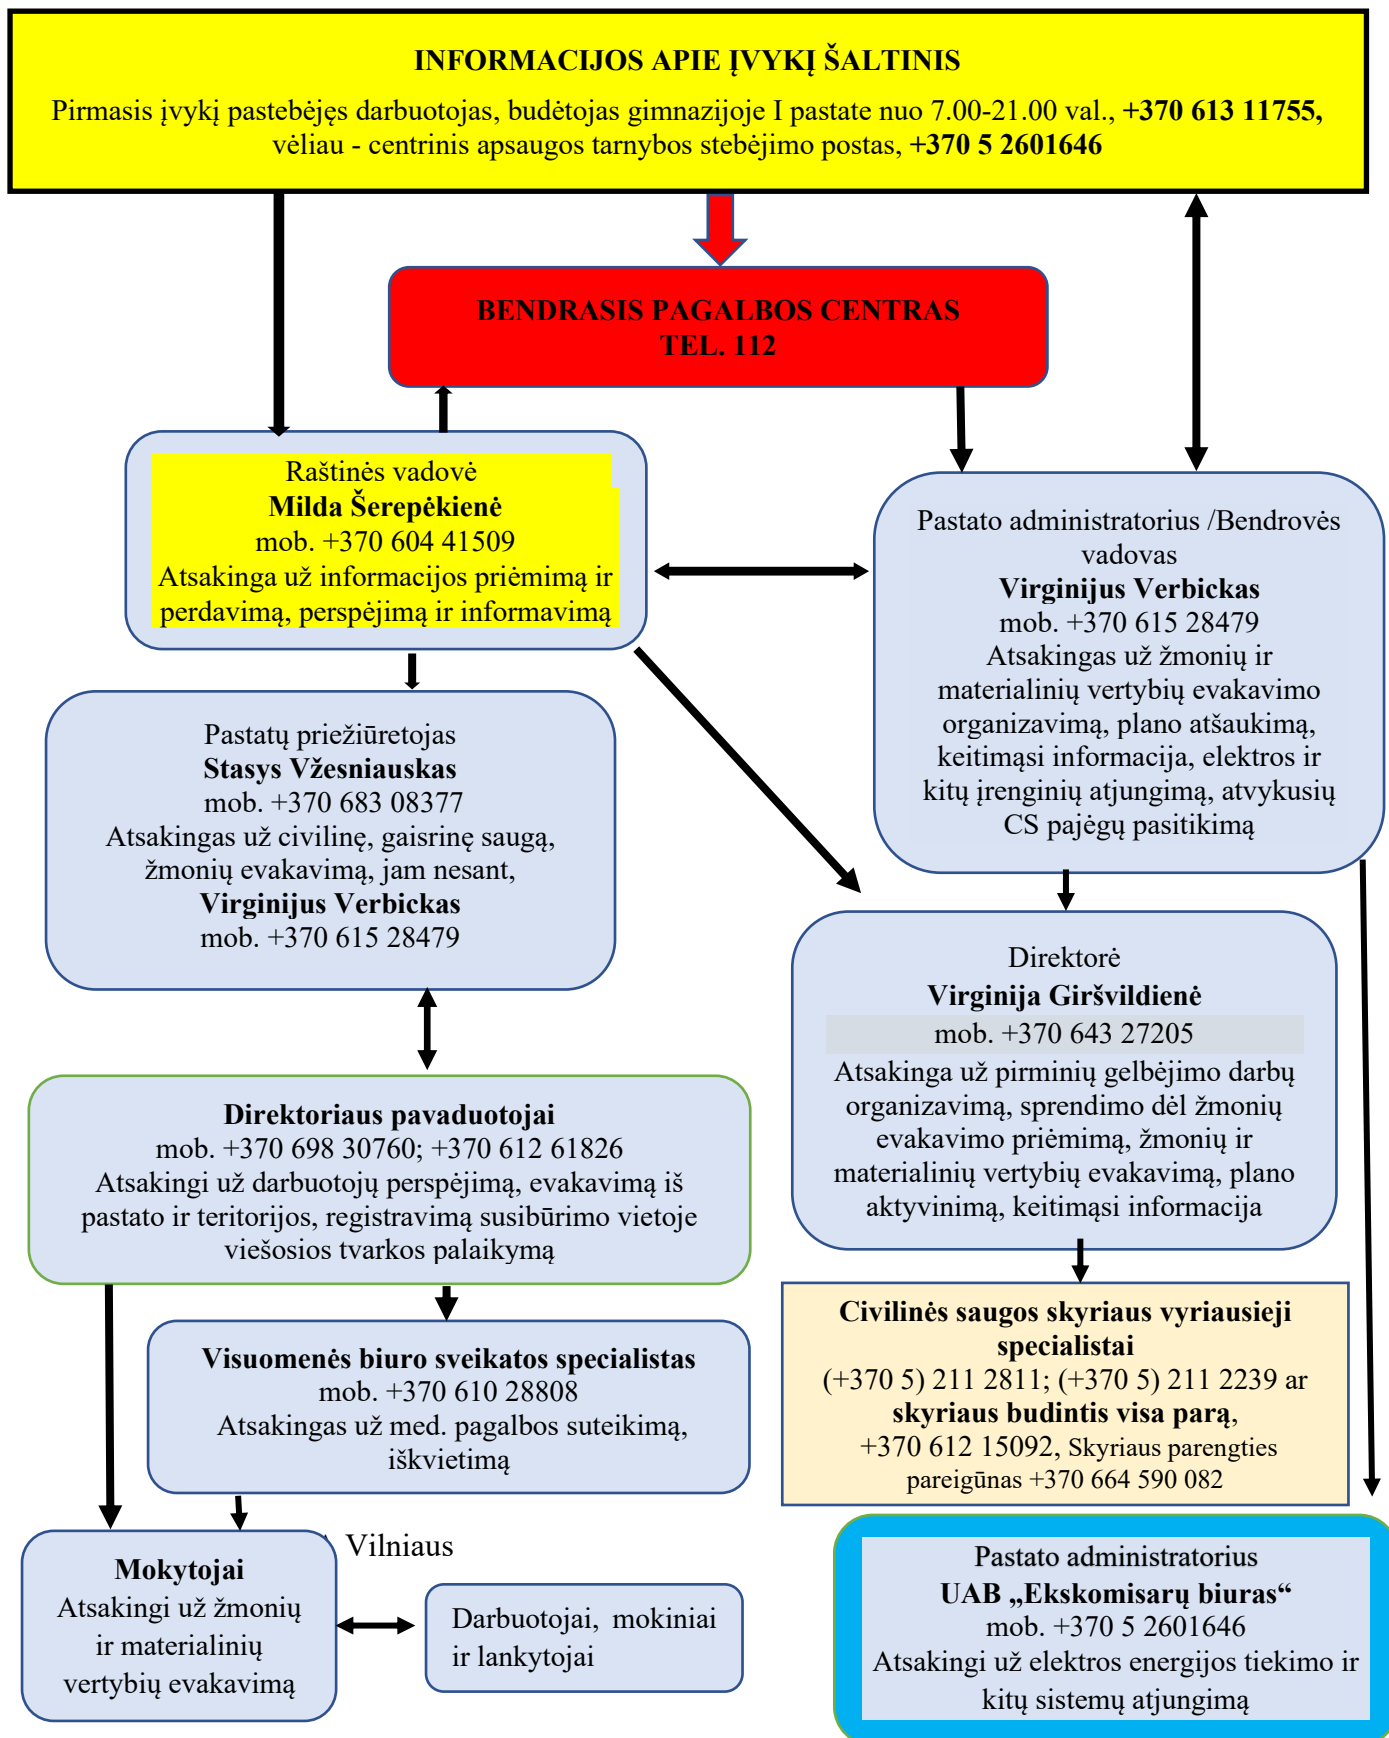 INFORMACIJOS APIE ĮVYKĮ ŠALTINIS
Pirmasis įvykį pastebėjęs darbuotojas, budėtojas gimnazijoje I pastate nuo 7.00-21.00 val., +370 613 11755,
vėliau - centrinis apsaugos tarnybos stebėjimo postas, +370 5 2601646
BENDRASIS PAGALBOS CENTRAS
TEL. 112
Raštinės vadovė
Milda Šerepėkienė
mob. +370 604 41509
Atsakinga už informacijos priėmimą ir
perdavimą, perspėjimą ir informavimą
Pastato administratorius /Bendrovės
vadovas
Virginijus Verbickas
mob. +370 615 28479
Atsakingas už žmonių ir
materialinių vertybių evakavimo
organizavimą, plano atšaukimą,
keitimąsi informacija, elektros ir
kitų įrenginių atjungimą, atvykusių
CS pajėgų pasitikimą
Pastatų priežiūretojas
Stasys Vžesniauskas
mob. +370 683 08377
Atsakingas už civilinę, gaisrinę saugą,
žmonių evakavimą, jam nesant,
Virginijus Verbickas
mob. +370 615 28479
Direktorė
Virginija Giršvildienė
mob. +370 643 27205
Atsakinga už pirminių gelbėjimo darbų
organizavimą, sprendimo dėl žmonių
evakavimo priėmimą, žmonių ir
materialinių vertybių evakavimą, plano
aktyvinimą, keitimąsi informacija
Direktoriaus pavaduotojai
mob. +370 698 30760; +370 612 61826
Atsakingi už darbuotojų perspėjimą, evakavimą iš
pastato ir teritorijos, registravimą susibūrimo vietoje
viešosios tvarkos palaikymą
Civilinės saugos skyriaus vyriausieji
specialistai
(+370 5) 211 2811; (+370 5) 211 2239 ar
skyriaus budintis visa parą,
+370 612 15092, Skyriaus parengties
pareigūnas +370 664 590 082
Visuomenės biuro sveikatos specialistas
mob. +370 610 28808
Atsakingas už med. pagalbos suteikimą,
iškvietimą
Vilniaus
Mokytojai
Atsakingi už žmonių
ir materialinių
vertybių evakavimą
Darbuotojai, mokiniai
ir lankytojai
Pastato administratorius
UAB „Ekskomisarų biuras“
mob. +370 5 2601646
Atsakingi už elektros energijos tiekimo ir
kitų sistemų atjungimą